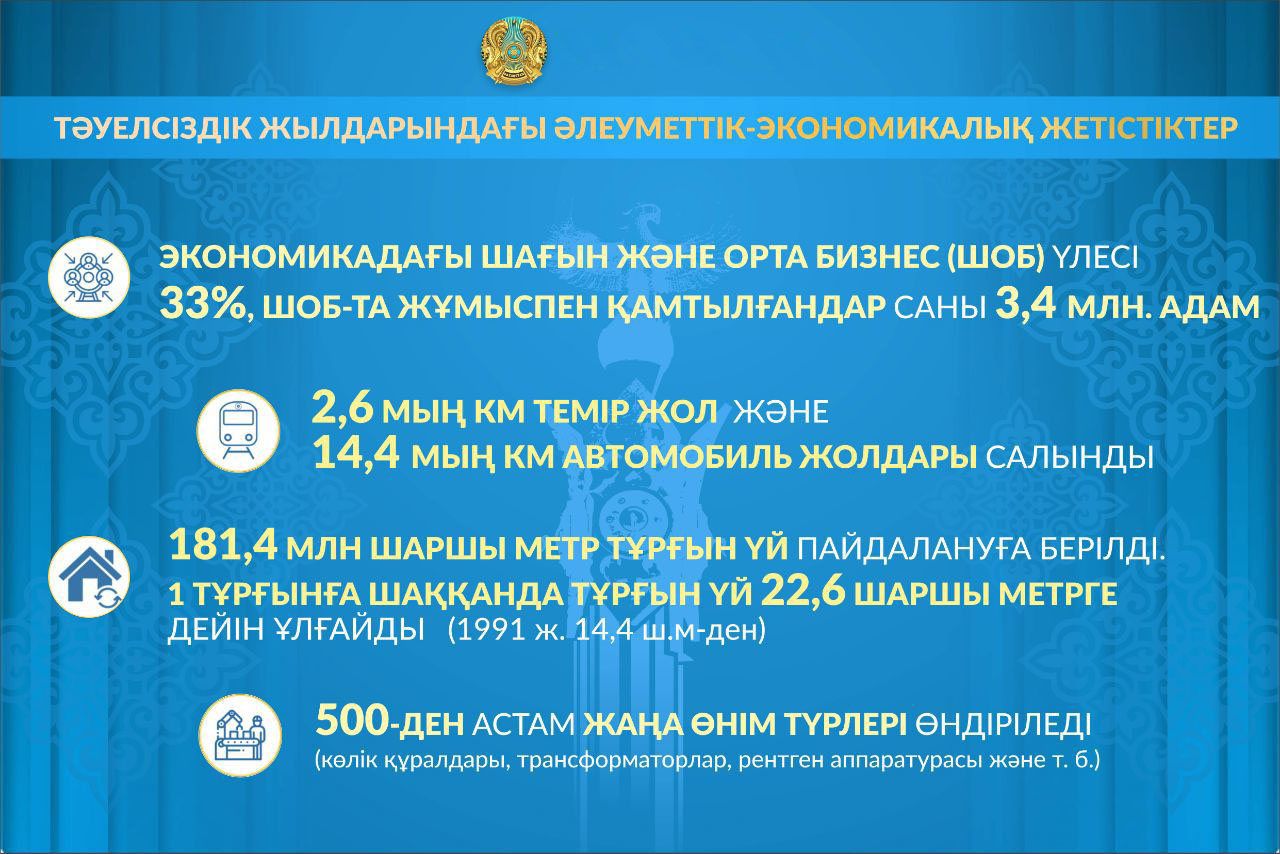 ТӘУЕЛСІЗДІК ЖЫЛДАРЫНДАҒЫ ӘЛЕУМЕТТІК-ЭКОНОМИКАЛЫҚ ЖЕТІСТІКТЕР
ЭКОНОМИКАДАҒЫ ШАҒЫН ЖӘНЕ ОРТА БИЗНЕС (ШОБ) ҮЛЕСІ
33%, ШОБ-ТА ЖҰМЫСПЕН ҚАМТЫЛҒАНДАР САНЫ 3,4 МЛН. АДАМ
2,6 МЫҢ КМ ТЕМІР ЖОЛ ЖӘНЕ
14,4 МЫҢ КМ АВТОМОБИЛЬ ЖОЛДАРЫ САЛЫНДЫ
181,4 МЛН ШАРШЫ МЕТР ТҰРҒЫН ҮЙ ПАЙДАЛАНУҒА БЕРІЛДІ.
1 ТҰРҒЫНҒА ШАҚҚАНДА ТҰРҒЫН ҮЙ 22,6 ШАРШЫ МЕТРГЕ
ДЕЙІН ҰЛҒАЙДЫ (1991 ж. 14,4 ш.м-ден)
500-ДЕН АСТАМ ЖАҢА ӨНІМ ТҮРЛЕРІ ӨНДІРІЛЕДІ
(көлік құралдары, трансформаторлар, рентген аппаратурасы және т. б.)